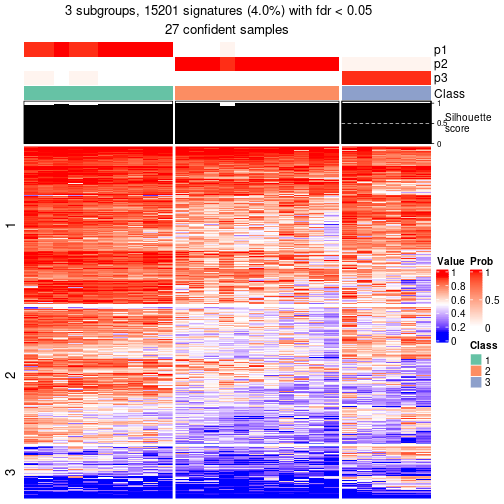 3 subgroups, 15201 signatures (4.0%) with fdr < 0.05
27 confident samples
p1
p2
p3
Class
1
0.5
0
Silhouette
score
1
2
3
Value
1
0.8
0.6
0.4
0.2
0
Prob
1
0.5
0
Class
1
2
3